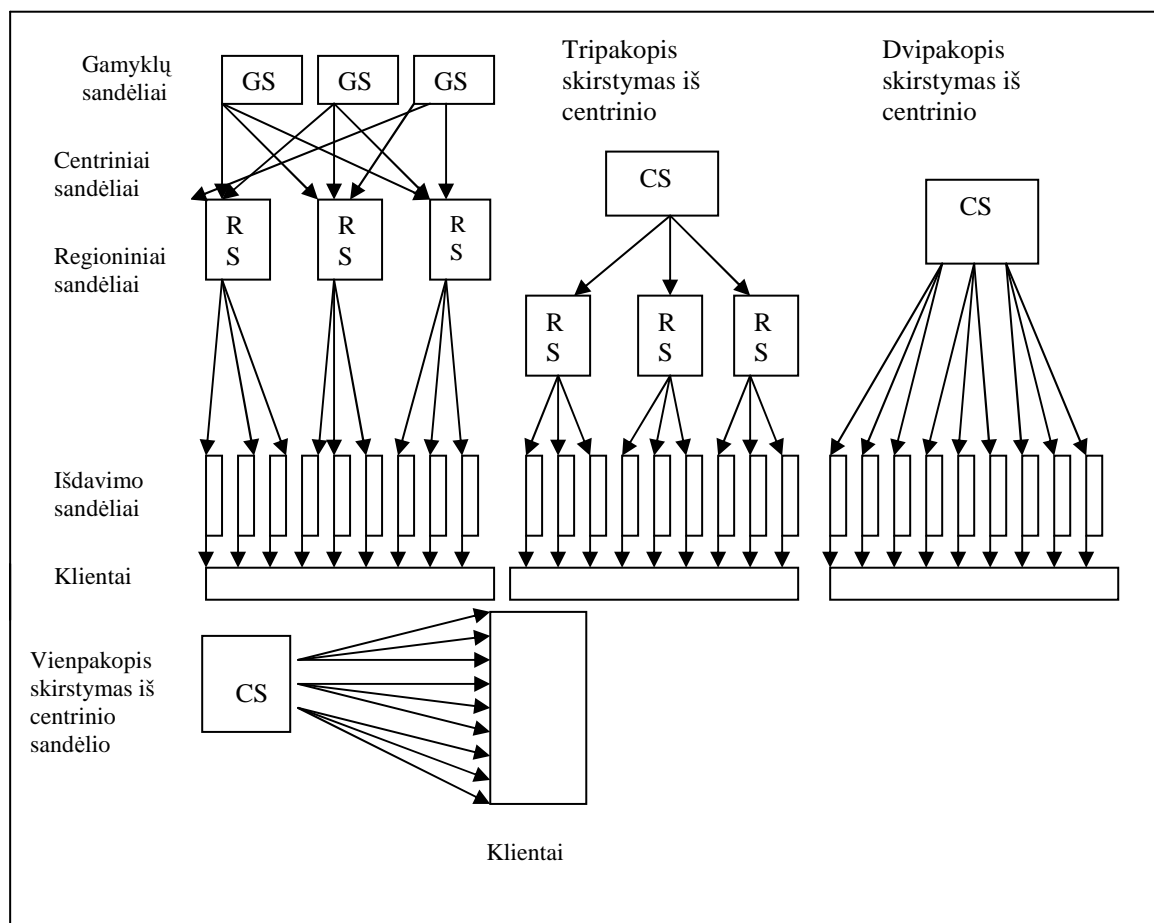 Gamyklų
sandėliai
GS
GS
GS
Tripakopis
skirstymas iš
centrinio
Dvipakopis
skirstymas iš
centrinio
Centriniai
sandėliai
CS
CS
Regioniniai
sandėliai
R
S
R
S
R
S
R
S
R
S
R
S
Išdavimo
sandėliai
Klientai
Vienpakopis
skirstymas iš
centrinio
sandėlio
CS
Klientai